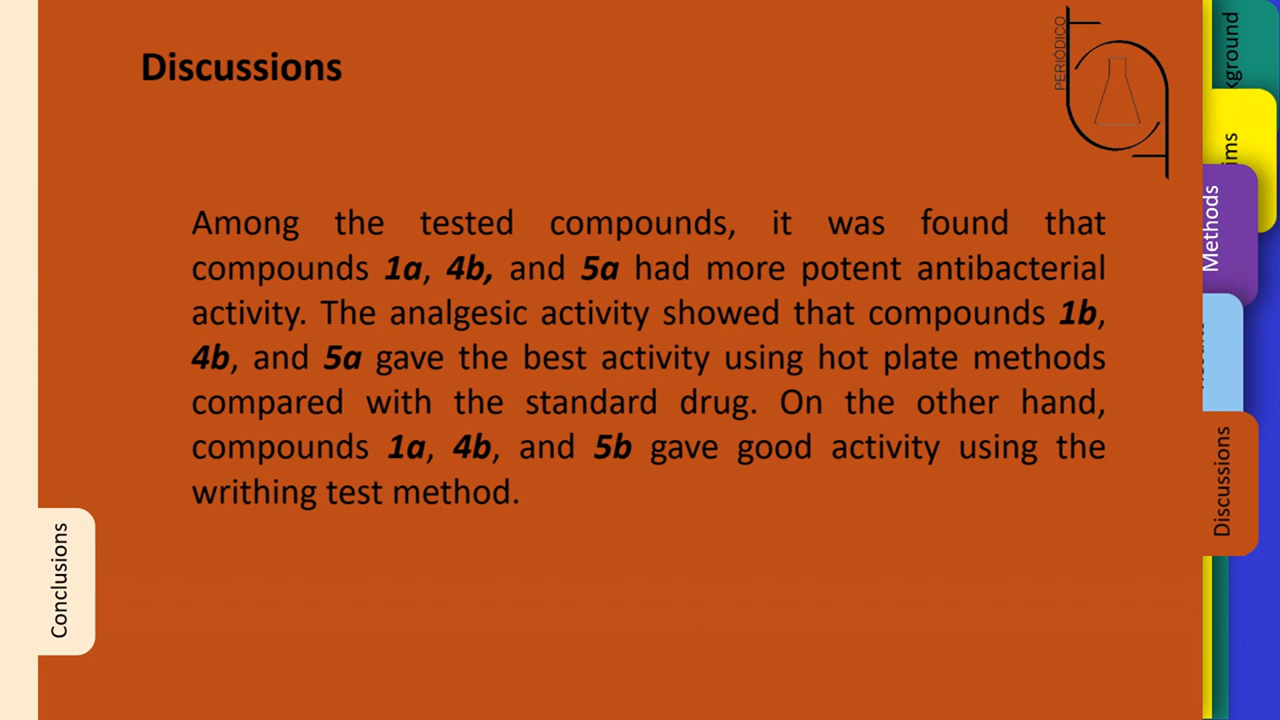 Discussions
PERIÓDICO
Among the tested compounds, it was found that
compounds 1a, 4b, and 5a had more potent antibacterial
activity. The analgesic activity showed that compounds 1b,
4b, and 5a gave the best activity using hot plate methods
compared with the standard drug. On the other hand,
compounds 1a, 4b, and 5b gave good activity using the
writhing test method.
Conclusions
Methods
Discussions